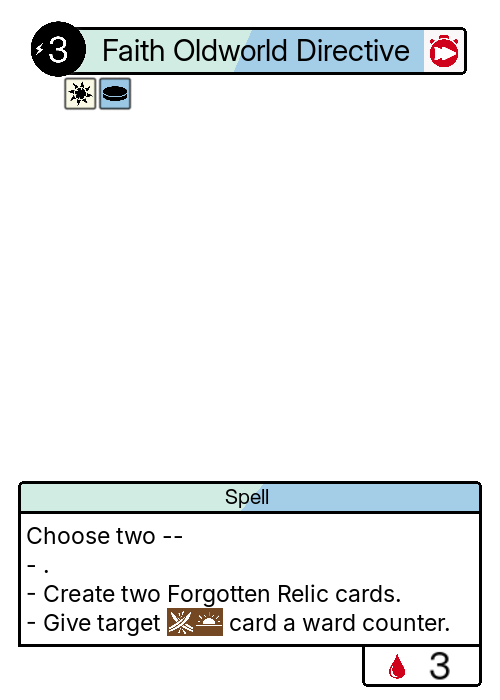 3 Faith Oldworld Directive
Spell
Choose two --
- .
- Create two Forgotten Relic cards.
- Give target card a ward counter.
3